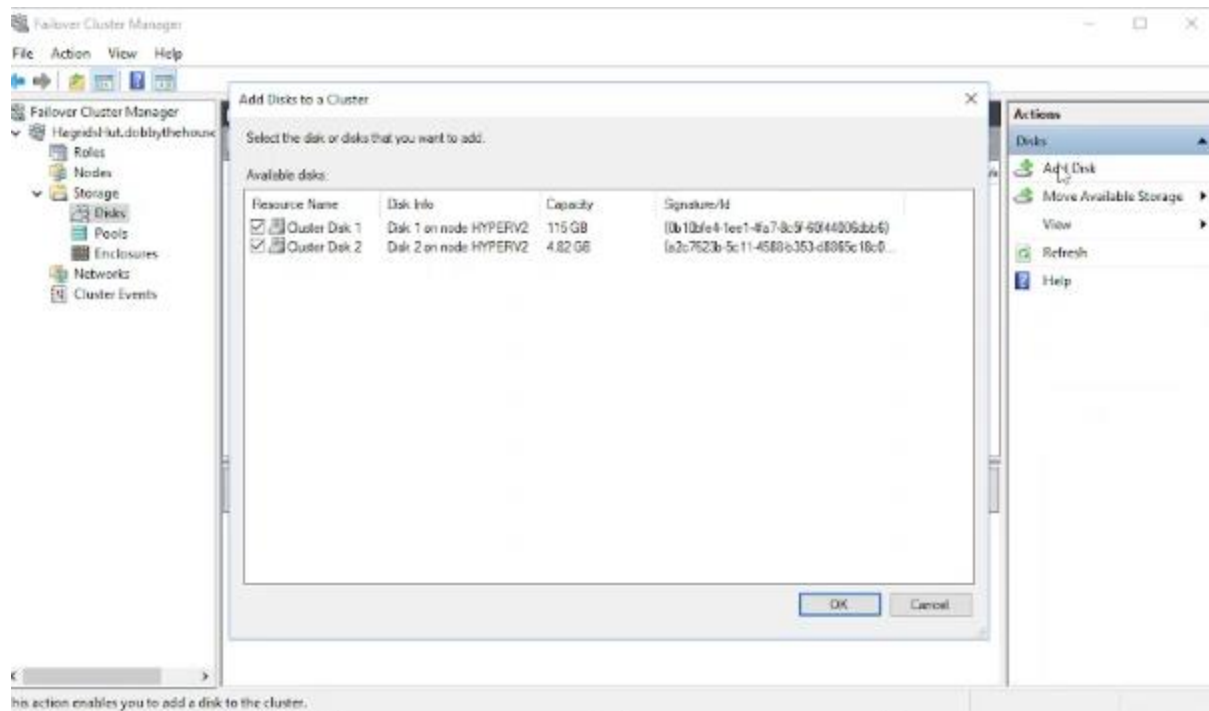 Failover Cluster Manager
File Action View Help
Failover Cluster Manager
HagridsHut.dobbythehouse
Roles
Nodes
Storage
Disks
Pools
Enclosures
Networks
Cluster Events
Add Disks to a Cluster
Select the disk or disks that you want to add.
Available disks:
Resource Name Disk Info Capacity Signature/Id
Cluster Disk 1 Disk 1 on node HYPERV2 115 GB
Cluster Disk 2 Disk 2 on node HYPERV2 4.82 GB
OK Cancel
Actions
Disks
Add Disk
Move Available Storage
View
Refresh
Help
his action enables you to add a disk to the cluster.